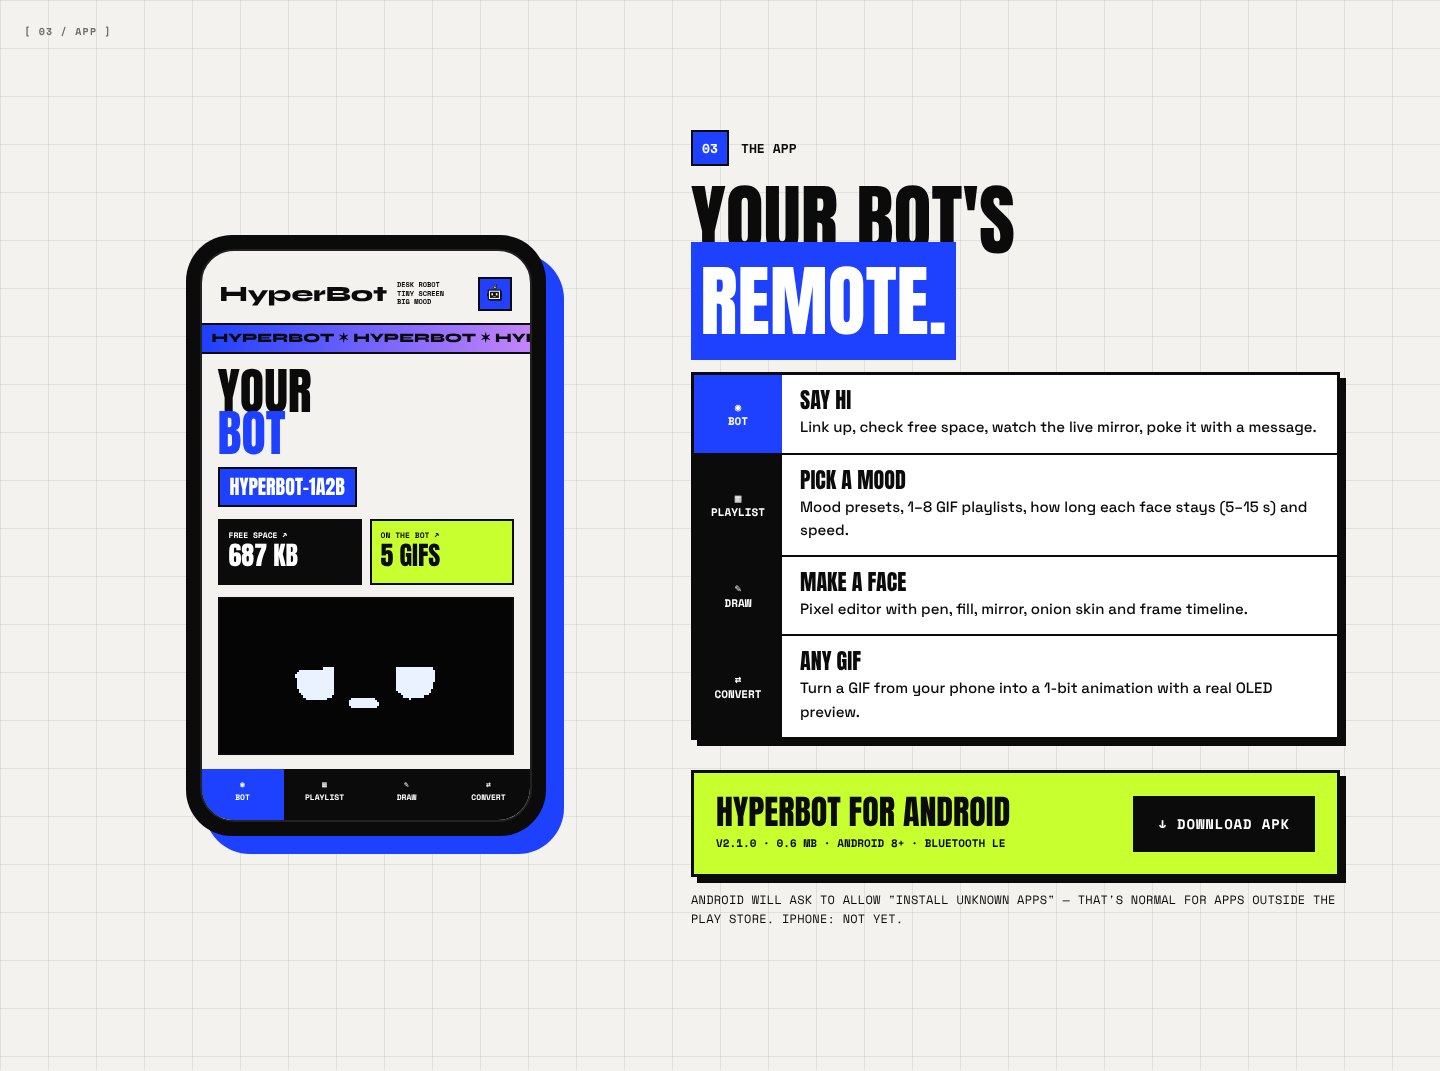 [ 03 / APP ]
03 THE APP
YOUR BOT'S
REMOTE.
HyperBot
DESK ROBOT
TINY SCREEN
BIG MOOD
HYPERBOT ✶ HYPERBOT ✶ HYP
YOUR
BOT
HYPERBOT-1A2B
FREE SPACE ↗
687 KB
ON THE BOT ↗
5 GIFS
BOT
PLAYLIST
DRAW
CONVERT
BOT
SAY HI
Link up, check free space, watch the live mirror, poke it with a message.
PLAYLIST
PICK A MOOD
Mood presets, 1–8 GIF playlists, how long each face stays (5–15 s) and
speed.
DRAW
MAKE A FACE
Pixel editor with pen, fill, mirror, onion skin and frame timeline.
CONVERT
ANY GIF
Turn a GIF from your phone into a 1-bit animation with a real OLED
preview.
HYPERBOT FOR ANDROID
V2.1.0 · 0.6 MB · ANDROID 8+ · BLUETOOTH LE
↓ DOWNLOAD APK
ANDROID WILL ASK TO ALLOW "INSTALL UNKNOWN APPS" — THAT'S NORMAL FOR APPS OUTSIDE THE
PLAY STORE. IPHONE: NOT YET.